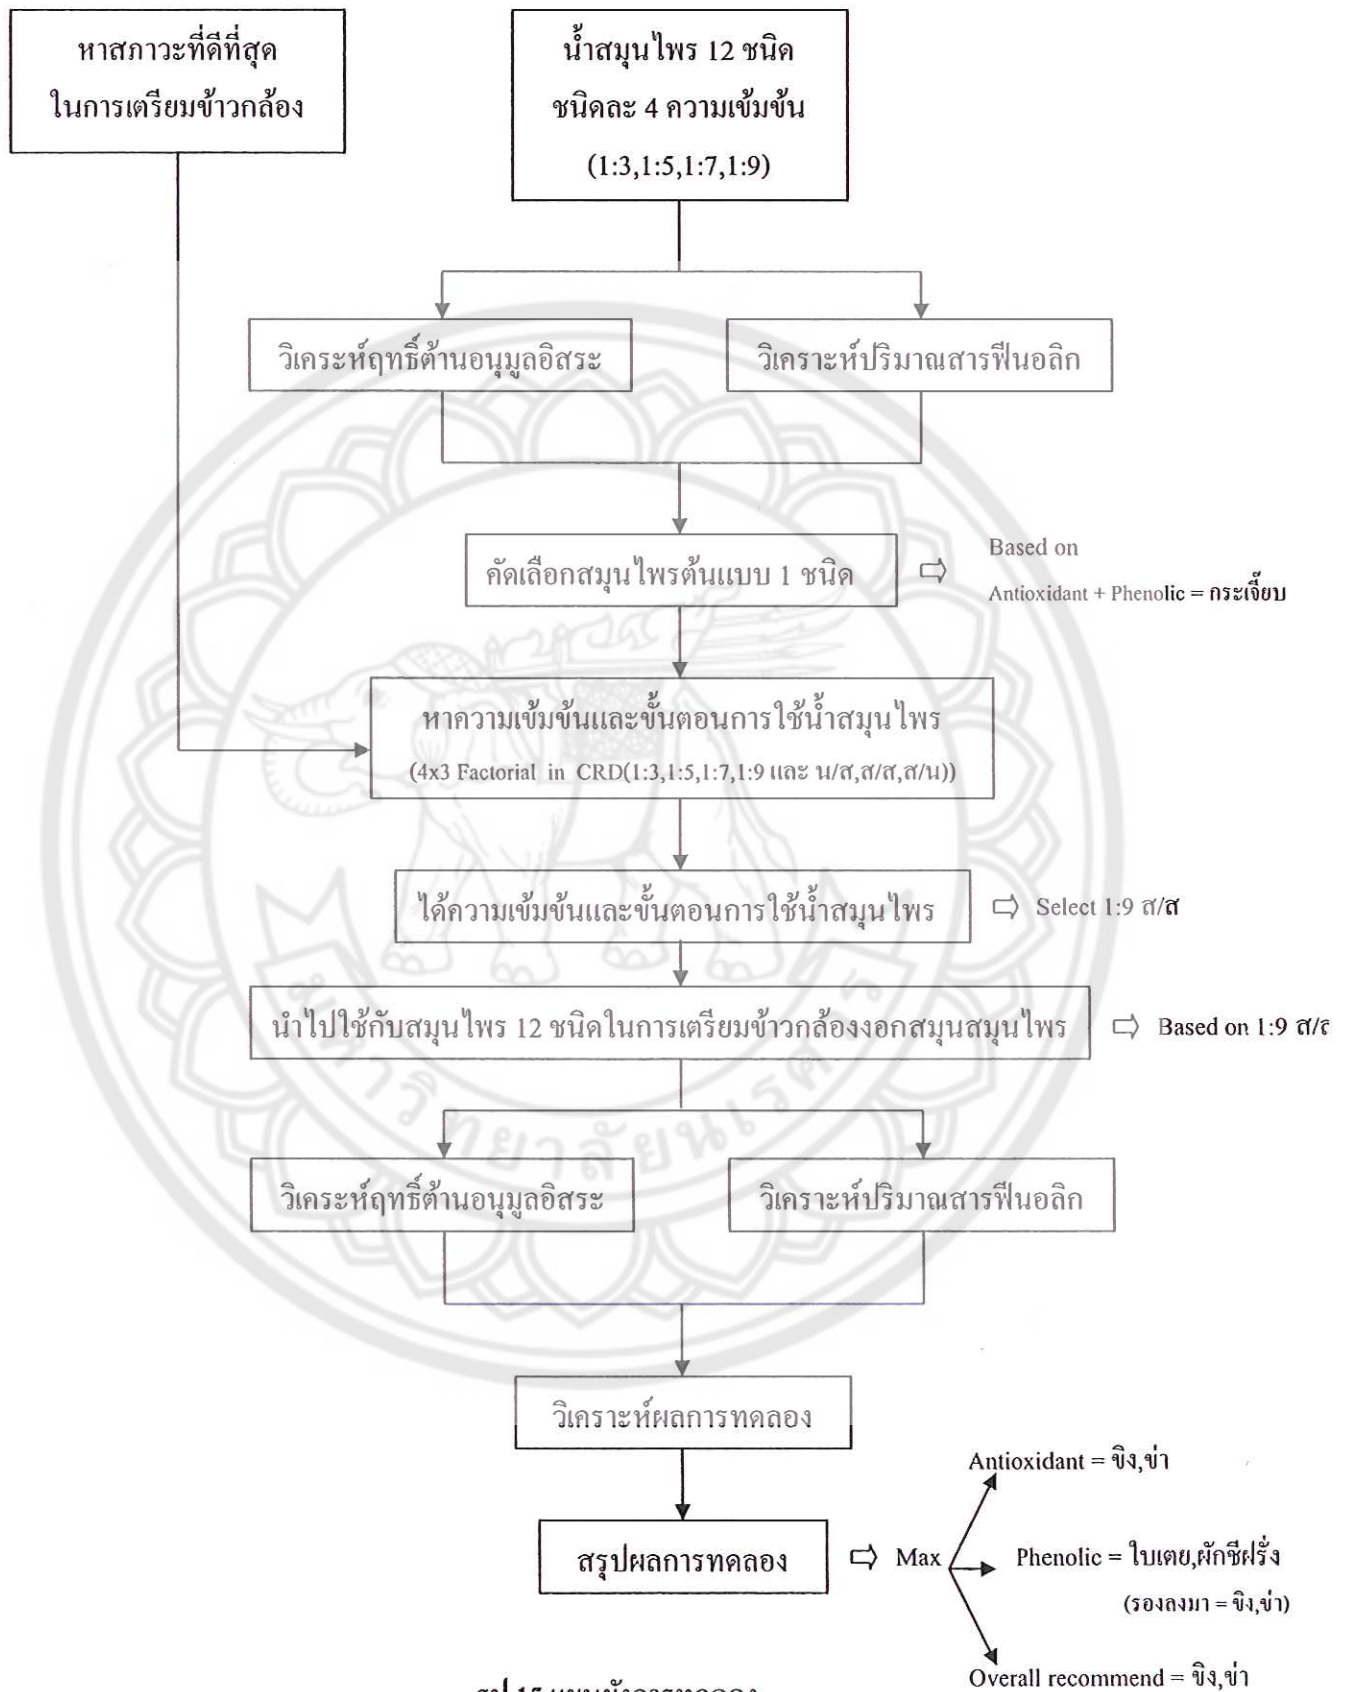 หาสภาวะที่ดีที่สุด
ในการเตรียมข้าวกล้อง
น้ำสมุนไพร 12 ชนิด
ชนิดละ 4 ความเข้มข้น
(1:3,1:5,1:7,1:9)
วิเคระห์ฤทธิ์ต้านอนุมูลอิสระ
วิเคราะห์ปริมาณสารฟีนอลิก
คัดเลือกสมุนไพรต้นแบบ 1 ชนิด
Based on
Antioxidant + Phenolic = กระเจี๊ยบ
หาความเข้มข้นและขั้นตอนการใช้น้ำสมุนไพร
(4x3 Factorial in CRD(1:3,1:5,1:7,1:9 และ น/ส,ส/ส,ส/น))
ได้ความเข้มข้นและขั้นตอนการใช้น้ำสมุนไพร
Select 1:9 ส/ส
นำไปใช้กับสมุนไพร 12 ชนิดในการเตรียมข้าวกล้องงอกสมุนสมุนไพร
Based on 1:9 ส/
มหาวิทยาลัยนเรศวร
วิเคระห์ฤทธิ์ต้านอนุมูลอิสระ
วิเคราะห์ปริมาณสารฟีนอลิก
วิเคราะห์ผลการทดลอง
สรุปผลการทดลอง
Max
Antioxidant = ขิง,ข่า
Phenolic = ใบเตย,ผักชีฝรั่ง
(รองลงมา = ขิง,ข่า)
Overall recommend = ขิง,ข่า